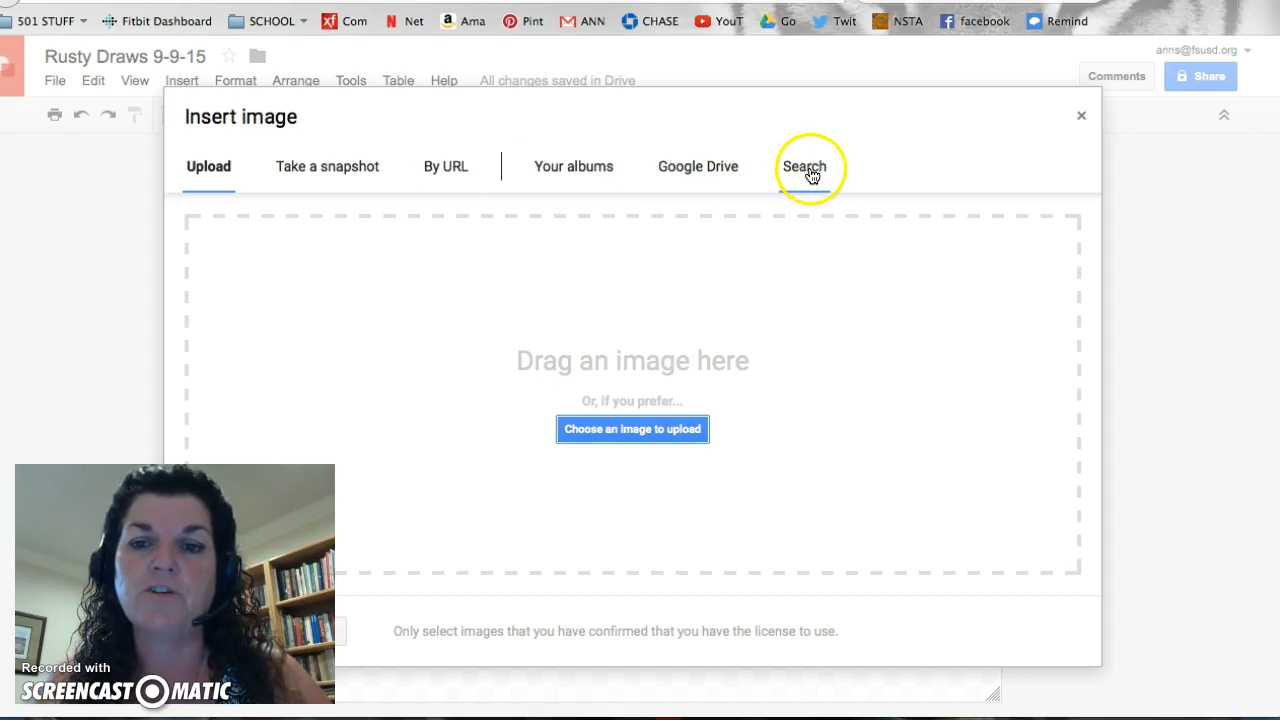 501 STUFF Fitbit Dashboard SCHOOL xf Com N Net a Ama Pint ANN CHASE YouT Go Twit NSTA facebook Remind
Rusty Draws 9-9-15 anns@fsusd.org
File Edit View Insert Format Arrange Tools Table Help All changes saved in Drive Comments Share
Insert image ×
Upload Take a snapshot By URL Your albums Google Drive Search
Drag an image here
Or, if you prefer...
Choose an image to upload
Only select images that you have confirmed that you have the license to use.
Recorded with
SCREENCAST MATIC